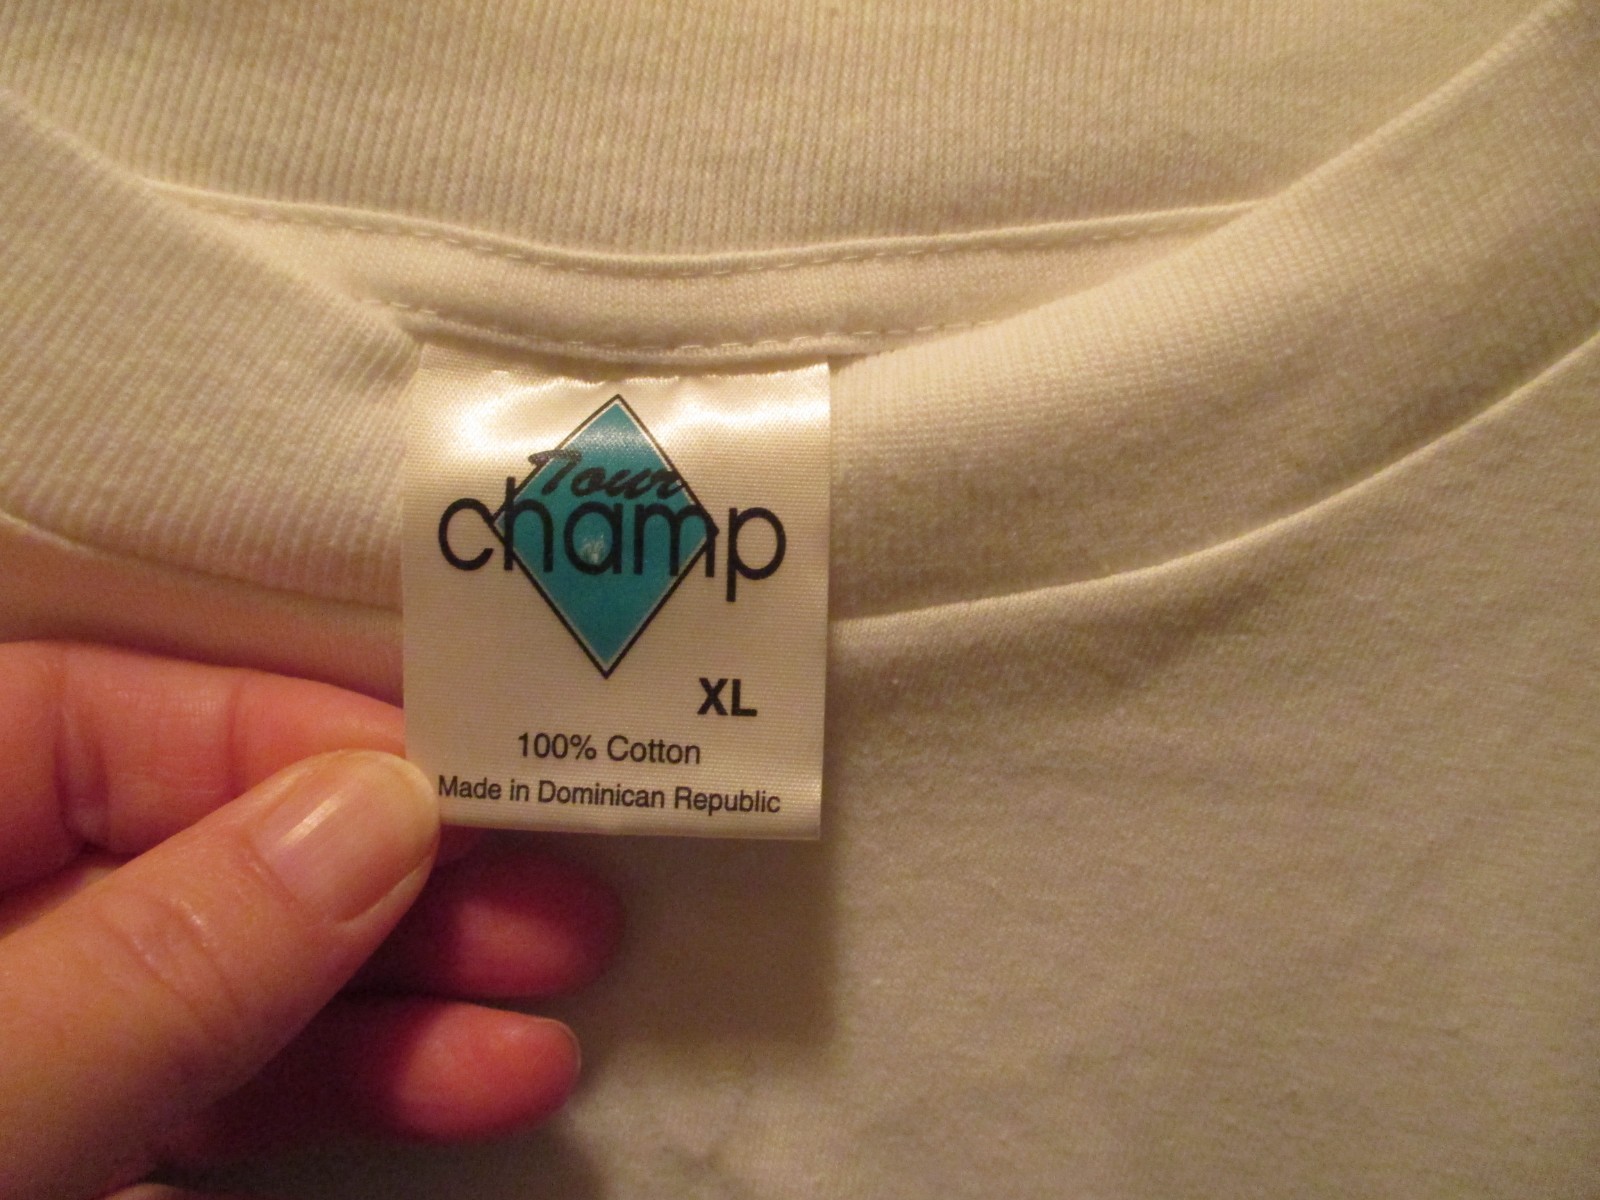 Tour
champ
XL
100% Cotton
Made in Dominican Republic